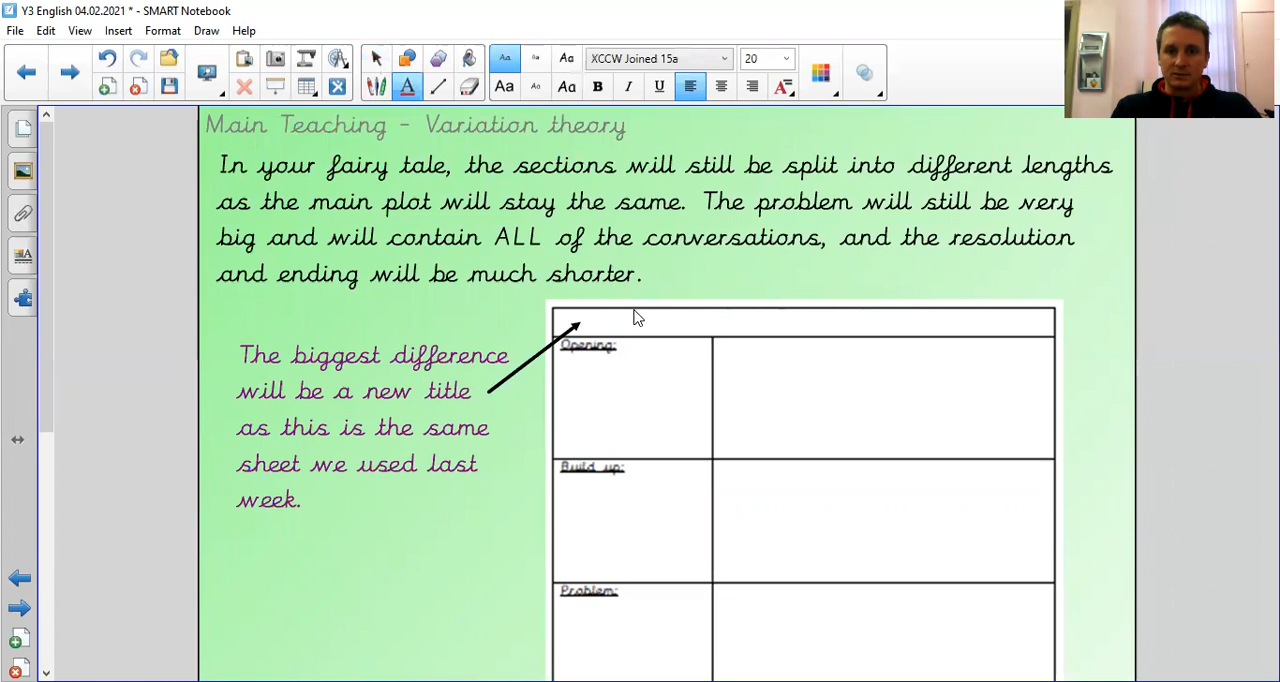 Y3 English 04.02.2021 * - SMART Notebook
File Edit View Insert Format Draw Help
XCCW Joined 15a
20
Main Teaching - Variation theory
In your fairy tale, the sections will still be split into different lengths
as the main plot will stay the same. The problem will still be very
big and will contain ALL of the conversations, and the resolution
and ending will be much shorter.
The biggest difference
will be a new title
as this is the same
sheet we used last
week.
Opening:
Build up:
Problem: